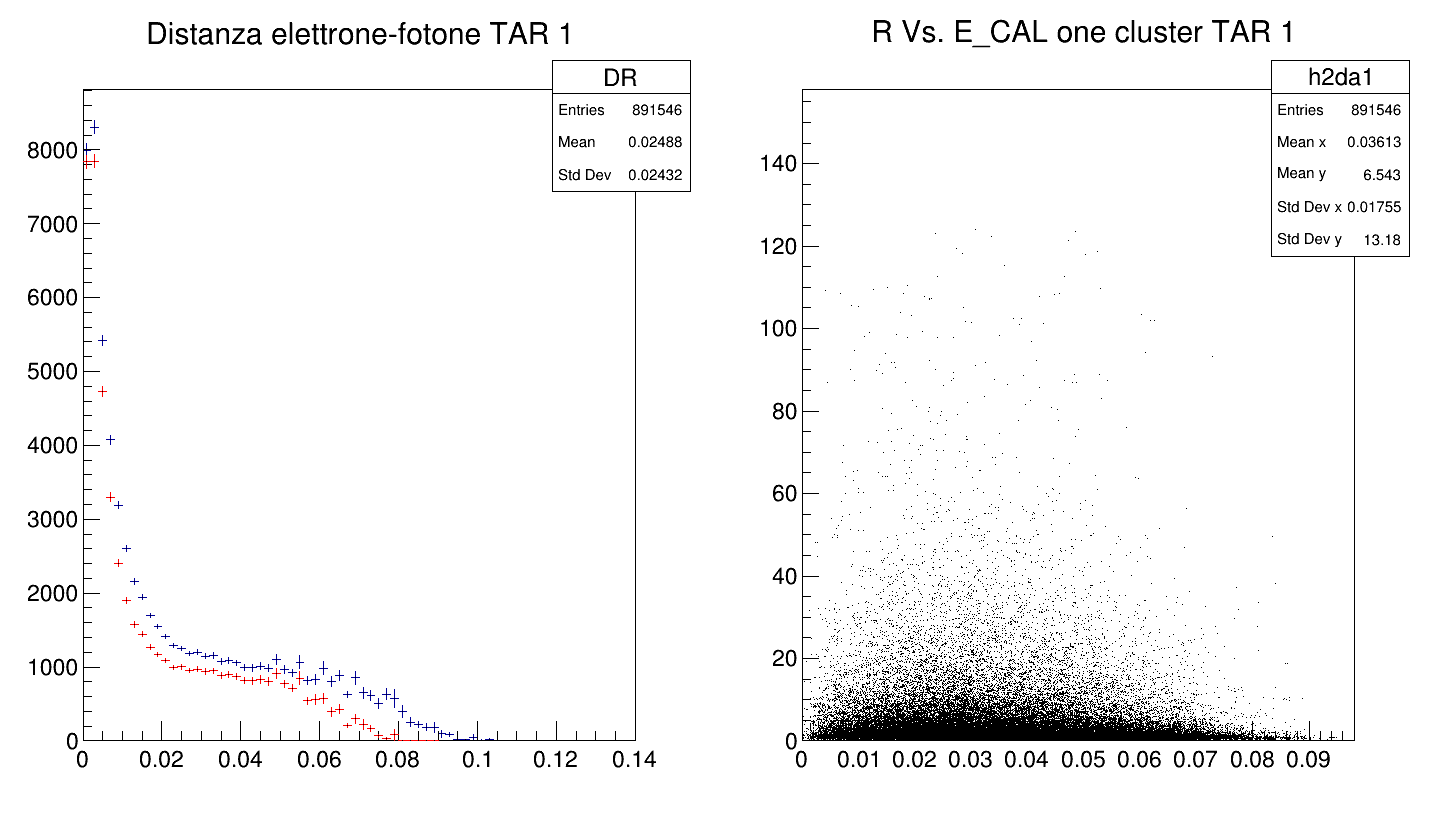 Distanza elettrone-fotone TAR 1
DR
Entries 891546
Mean 0.02488
Std Dev 0.02432
8000
7000
6000
5000
4000
3000
2000
1000
0
0 0.02 0.04 0.06 0.08 0.1 0.12 0.14
R Vs. E_CAL one cluster TAR 1
h2da1
Entries 891546
Mean x 0.03613
Mean y 6.543
Std Dev x 0.01755
Std Dev y 13.18
140
120
100
80
60
40
20
0
0 0.01 0.02 0.03 0.04 0.05 0.06 0.07 0.08 0.09